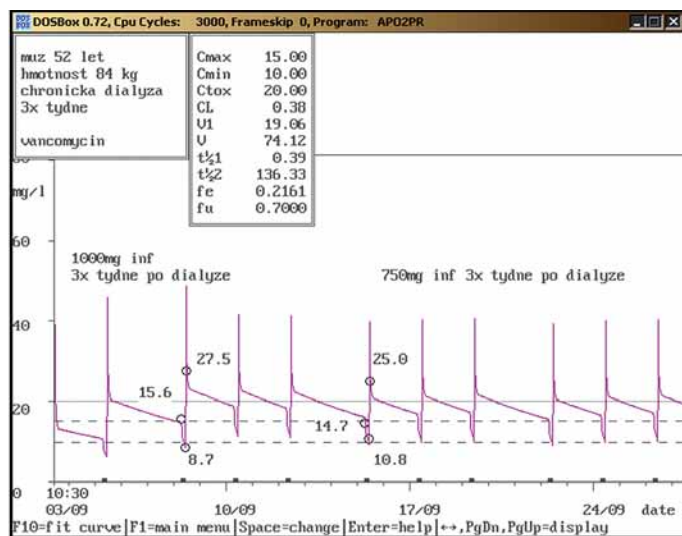 DOSBox 0.72, Cpu Cycles: 3000, Frameskip 0, Program: APO2PR
muz 52 let
hmotnost 84 kg
chronicka dialyza
3x tydne
vancomycin
Cmax 15.00
Cmin 10.00
Ctox 20.00
CL 0.38
V1 19.06
V 74.12
t½1 0.39
t½2 136.33
fe 0.2161
fu 0.7000
mg/l
60
40
20
0
1000mg inf
3x tydne po dialyze
750mg inf 3x tydne po dialyze
27.5
15.6
8.7
25.0
14.7
10.8
10:30
03/09 10/09 17/09 24/09 date
F10=fit curve|F1=main menu|Space=change|Enter=help|↔,PgDn,PgUp=display